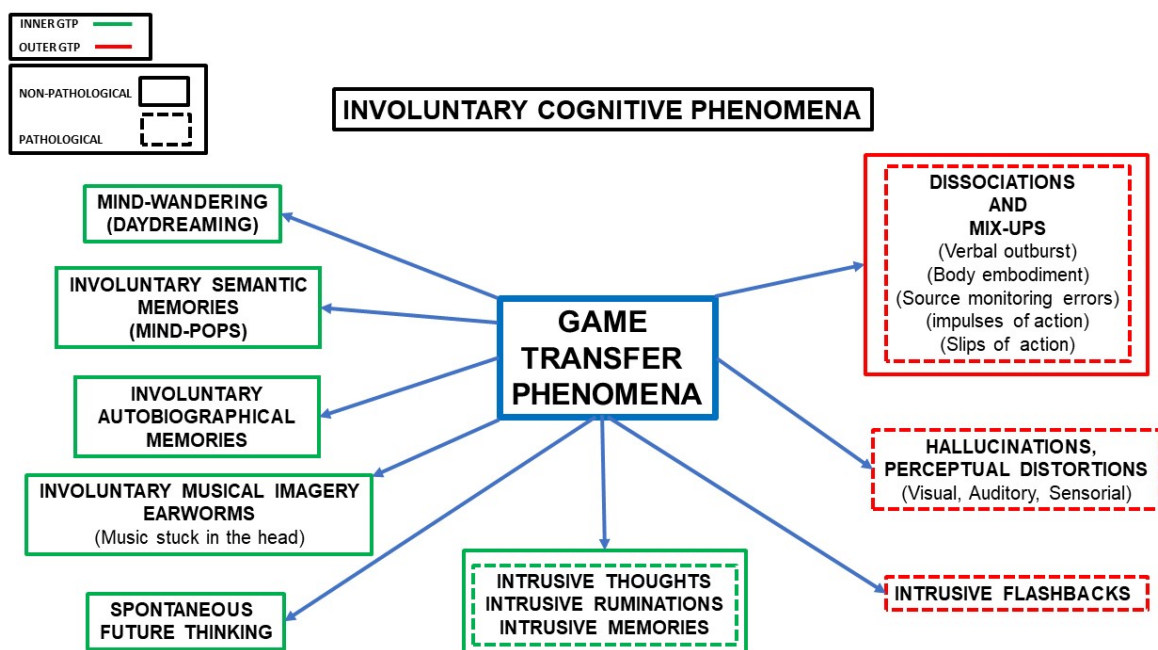 INNER GTP
OUTER GTP
NON-PATHOLOGICAL
PATHOLOGICAL
INVOLUNTARY COGNITIVE PHENOMENA
MIND-WANDERING
(DAYDREAMING)
INVOLUNTARY SEMANTIC
MEMORIES
(MIND-POPS)
INVOLUNTARY
AUTOBIOGRAPHICAL
MEMORIES
INVOLUNTARY MUSICAL IMAGERY
EARWORMS
(Music stuck in the head)
SPONTANEOUS
FUTURE THINKING
GAME
TRANSFER
PHENOMENA
INTRUSIVE THOUGHTS
INTRUSIVE RUMINATIONS
INTRUSIVE MEMORIES
DISSOCIATIONS
AND
MIX-UPS
(Verbal outburst)
(Body embodiment)
(Source monitoring errors)
(impulses of action)
(Slips of action)
HALLUCINATIONS,
PERCEPTUAL DISTORTIONS
(Visual, Auditory, Sensorial)
INTRUSIVE FLASHBACKS